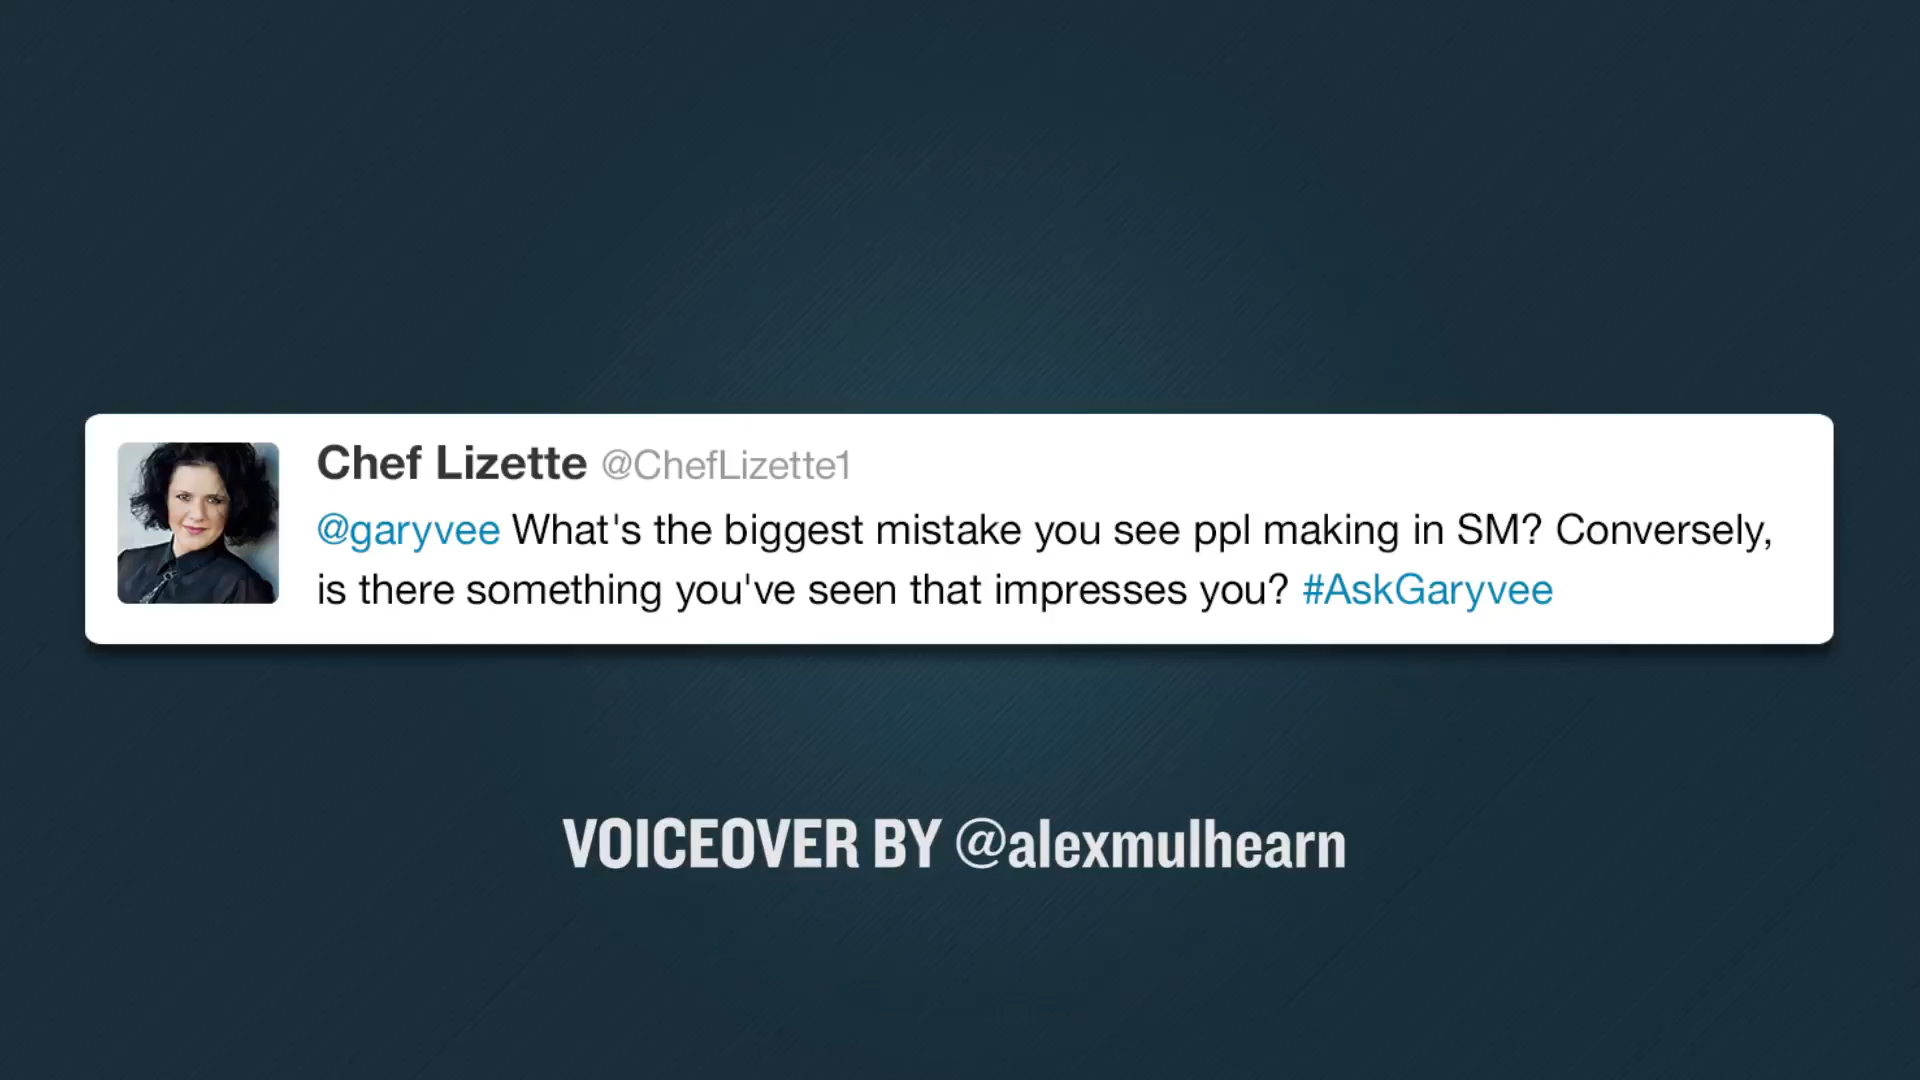 Chef Lizette @ChefLizette1
@garyvee What's the biggest mistake you see ppl making in SM? Conversely,
is there something you've seen that impresses you? #AskGaryvee
VOICEOVER BY @alexmulhearn